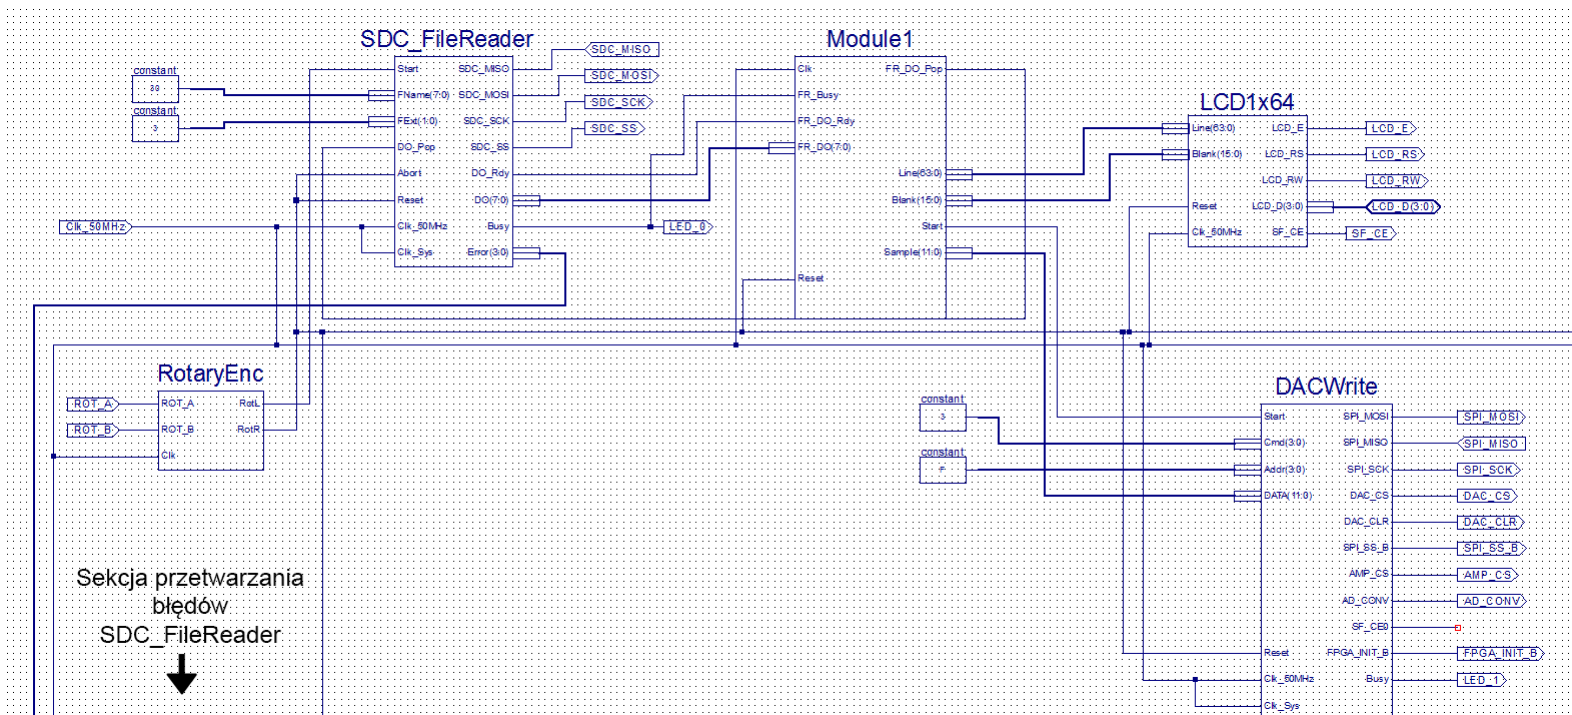 SDC_FileReader
constant
30
constant
3
Start
FName(7:0)
FExt(1:0)
DO_Pop
Abort
Reset
Clk_50MHz
Clk_Sys
SDC_MISO
SDC_MOSI
SDC_SCK
SDC_SS
DO_Rdy
DO(7:0)
Busy
Error(3:0)
SDC_MISO
SDC_MOSI
SDC_SCK
SDC_SS
LED_0
Clk_50MHz
Module1
Clk
FR_Busy
FR_DO_Rdy
FR_DO(7:0)
Reset
FR_DO_Pop
Line(63:0)
Blank(15:0)
Start
Sample(11:0)
LCD1x64
Line(63:0)
Blank(15:0)
Reset
Clk_50MHz
LCD_E
LCD_RS
LCD_RW
LCD_D(3:0)
SF_CE
LCD_E
LCD_RS
LCD_RW
LCD_D(3:0)
SF_CE
RotaryEnc
ROT_A
ROT_B
ROT_A
ROT_B
Clk
RotL
RotR
DACWrite
constant
3
constant
F
Start
Cmd(3:0)
Addr(3:0)
DATA(11:0)
Reset
Clk_50MHz
Clk_Sys
SPI_MOSI
SPI_MISO
SPI_SCK
DAC_CS
DAC_CLR
SPI_SS_B
AMP_CS
AD_CONV
SF_CE0
FPGA_INIT_B
Busy
SPI_MOSI
SPI_MISO
SPI_SCK
DAC_CS
DAC_CLR
SPI_SS_B
AMP_CS
AD_CONV
FPGA_INIT_B
LED_1
Sekcja przetwarzania
błędów
SDC_FileReader